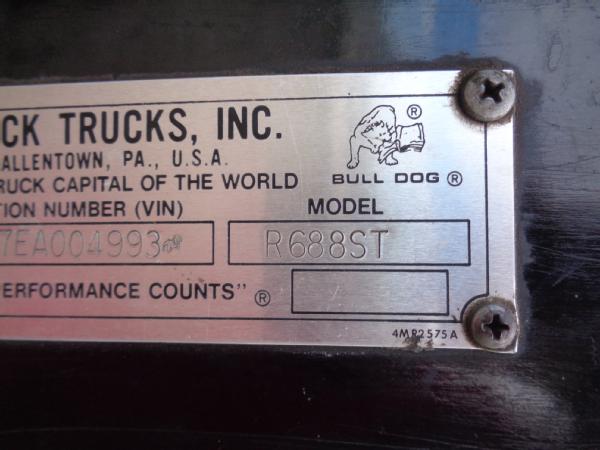 CK TRUCKS, INC.
ALLENTOWN, PA., U.S.A.
RUCK CAPITAL OF THE WORLD
BULL DOG ®
TION NUMBER (VIN) MODEL
7EA004993 R688ST
PERFORMANCE COUNTS" ®
4MR2575A